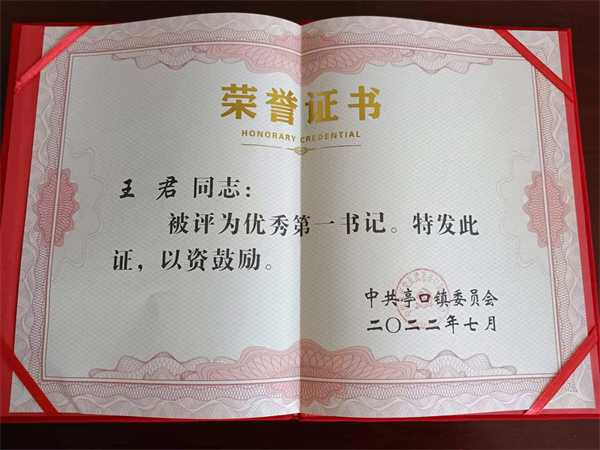 荣誉证书
HONORARY CREDENTIAL
王 君 同志：
被评为优秀第一书记。特发此
证，以资鼓励。
中共亭口镇委员会
二〇二二年七月